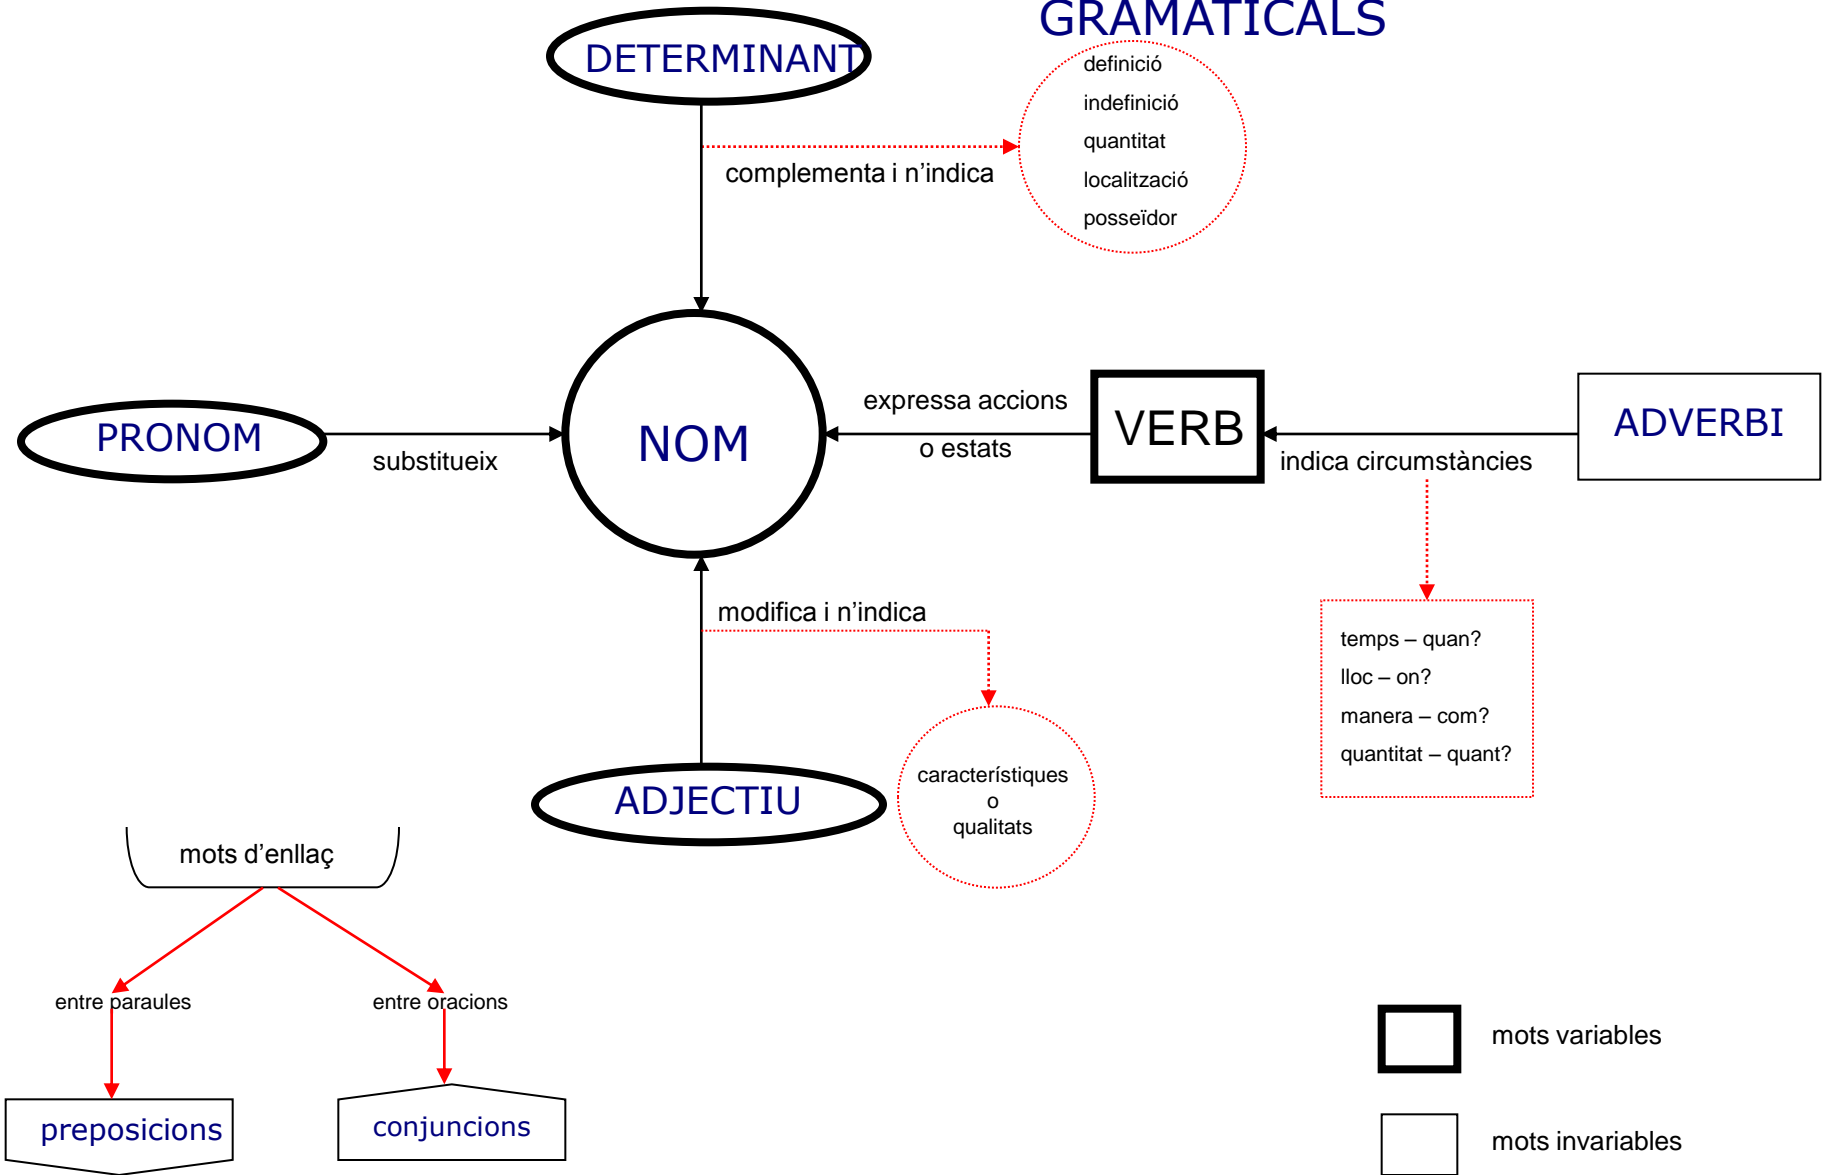 GRAMATICALS
DETERMINANT
definició
indefinició
quantitat
localització
posseïdor
complementa i n’indica
PRONOM
substitueix
NOM
expressa accions
o estats
VERB
indica circumstàncies
ADVERBI
modifica i n’indica
temps – quan?
lloc – on?
manera – com?
quantitat – quant?
ADJECTIU
característiques
o
qualitats
mots d’enllaç
entre paraules
entre oracions
preposicions
conjuncions
mots variables
mots invariables